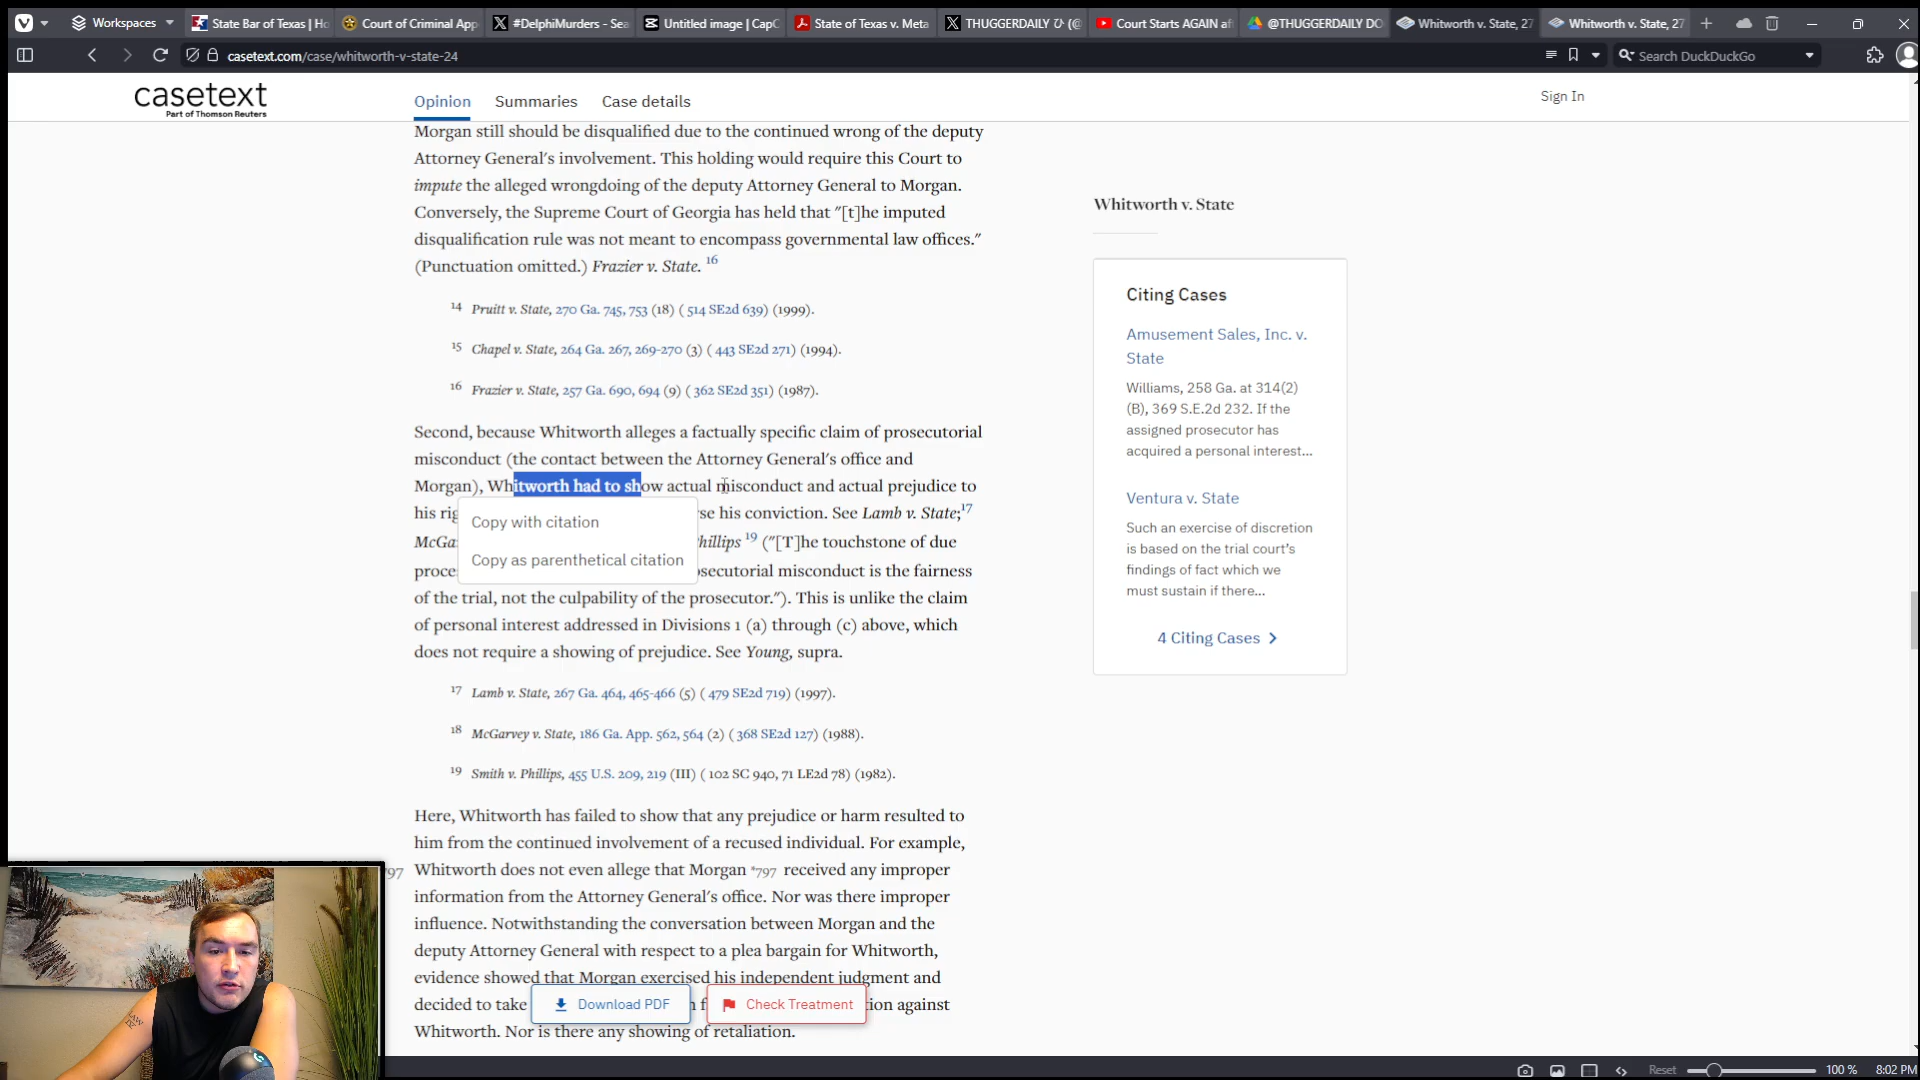 Workspaces
State Bar of Texas | Ho
Court of Criminal App
#DelphiMurders - Sea
Untitled image | CapC
State of Texas v. Meta
THUGGERDAILY ひ (@
Court Starts AGAIN af
@THUGGERDAILY DO
Whitworth v. State, 27
Whitworth v. State, 27
casetext.com/case/whitworth-v-state-24
Search DuckDuckGo
casetext
Part of Thomson Reuters
Opinion
Summaries
Case details
Sign In
Morgan still should be disqualified due to the continued wrong of the deputy
Attorney General's involvement. This holding would require this Court to
impute the alleged wrongdoing of the deputy Attorney General to Morgan.
Conversely, the Supreme Court of Georgia has held that "[t]he imputed
disqualification rule was not meant to encompass governmental law offices."
(Punctuation omitted.) Frazier v. State. 16
14 Pruitt v. State, 270 Ga. 745, 753 (18) ( 514 SE2d 639) (1999).
15 Chapel v. State, 264 Ga. 267, 269-270 (3) ( 443 SE2d 271) (1994).
16 Frazier v. State, 257 Ga. 690, 694 (9) ( 362 SE2d 351) (1987).
Second, because Whitworth alleges a factually specific claim of prosecutorial
misconduct (the contact between the Attorney General's office and
Morgan), Whitworth had to show actual misconduct and actual prejudice to
his rig
se his conviction. See Lamb v. State;17
McGa
hillips 19 ("[T]he touchstone of due
proce
secutorial misconduct is the fairness
of the trial, not the culpability of the prosecutor."). This is unlike the claim
of personal interest addressed in Divisions 1 (a) through (c) above, which
does not require a showing of prejudice. See Young, supra.
Copy with citation
Copy as parenthetical citation
17 Lamb v. State, 267 Ga. 464, 465-466 (5) ( 479 SE2d 719) (1997).
18 McGarvey v. State, 186 Ga. App. 562, 564 (2) ( 368 SE2d 127) (1988).
19 Smith v. Phillips, 455 U.S. 209, 219 (III) ( 102 SC 940, 71 LE2d 78) (1982).
Here, Whitworth has failed to show that any prejudice or harm resulted to
him from the continued involvement of a recused individual. For example,
797 Whitworth does not even allege that Morgan *797 received any improper
information from the Attorney General's office. Nor was there improper
influence. Notwithstanding the conversation between Morgan and the
deputy Attorney General with respect to a plea bargain for Whitworth,
evidence showed that Morgan exercised his independent judgment and
decided to take
ion against
Whitworth. Nor is there any showing of retaliation.
Download PDF
Check Treatment
Whitworth v. State
Citing Cases
Amusement Sales, Inc. v.
State
Williams, 258 Ga. at 314(2)
(B), 369 S.E.2d 232. If the
assigned prosecutor has
acquired a personal interest...
Ventura v. State
Such an exercise of discretion
is based on the trial court's
findings of fact which we
must sustain if there...
4 Citing Cases
Reset
100 %
8:02 PM